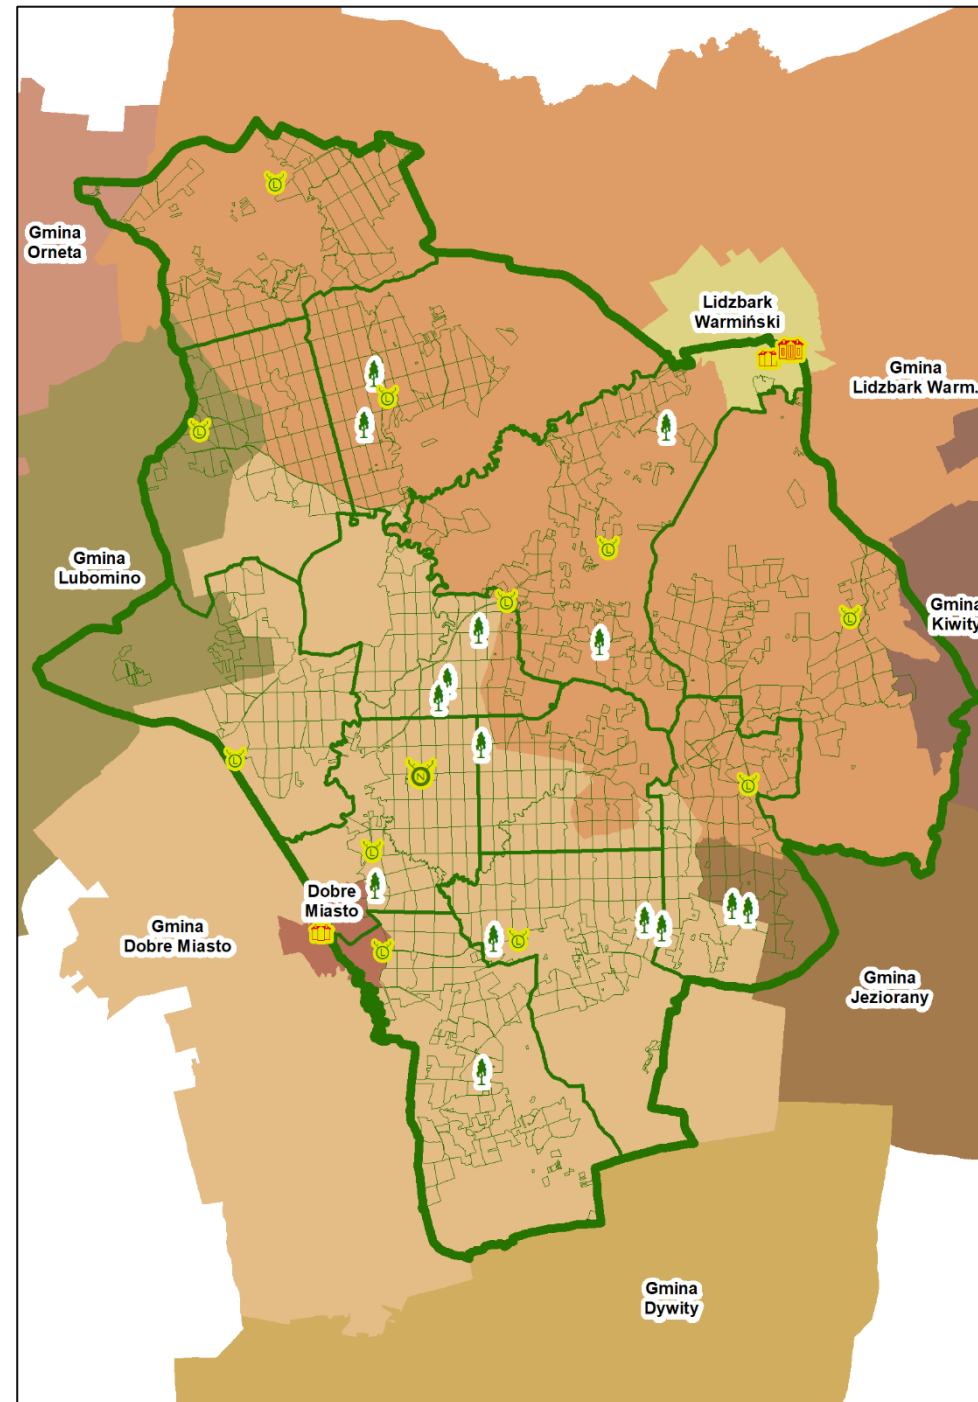 Gmina
Orneta
Lidzbark
Warmiński
Gmina
Lidzbark Warm.
Gmina
Lubomino
Gmina
Kiwity
Dobre
Miasto
Gmina
Dobre Miasto
Gmina
Jeziorany
Gmina
Dywity
L
L
L
L
L
L
L
N
L
L
L
L